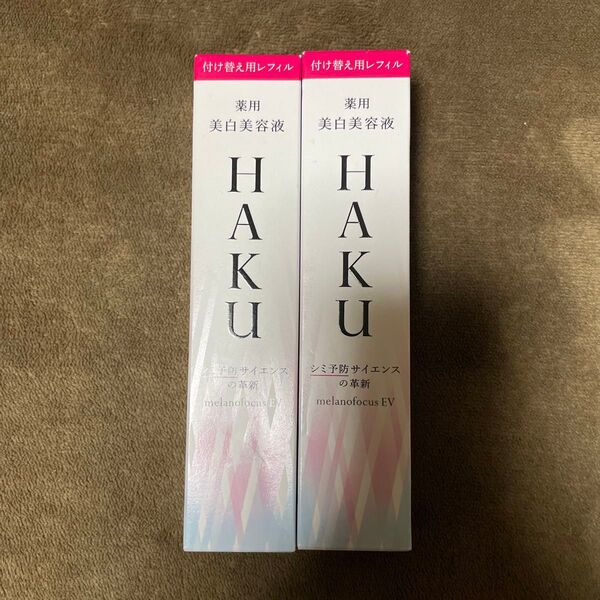 付け替え用レフィル
薬用
美白美容液
HAKU
シミ予防サイエンス
の革新
melanofocus EV
付け替え用レフィル
薬用
美白美容液
HAKU
シミ予防サイエンス
の革新
melanofocus EV